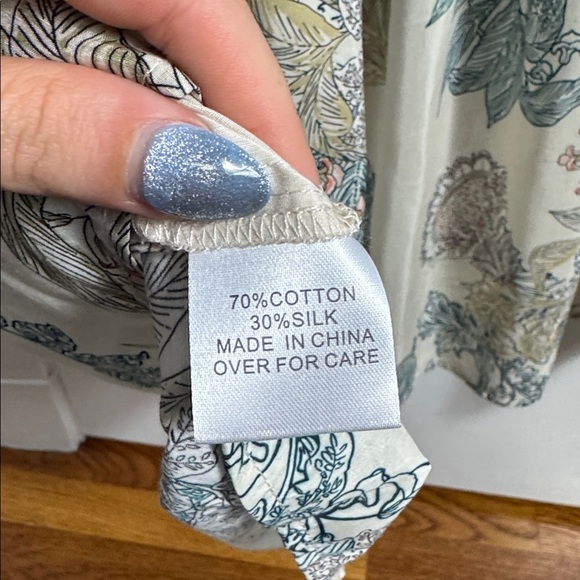 70%COTTON
30%SILK
MADE IN CHINA
OVER FOR CARE